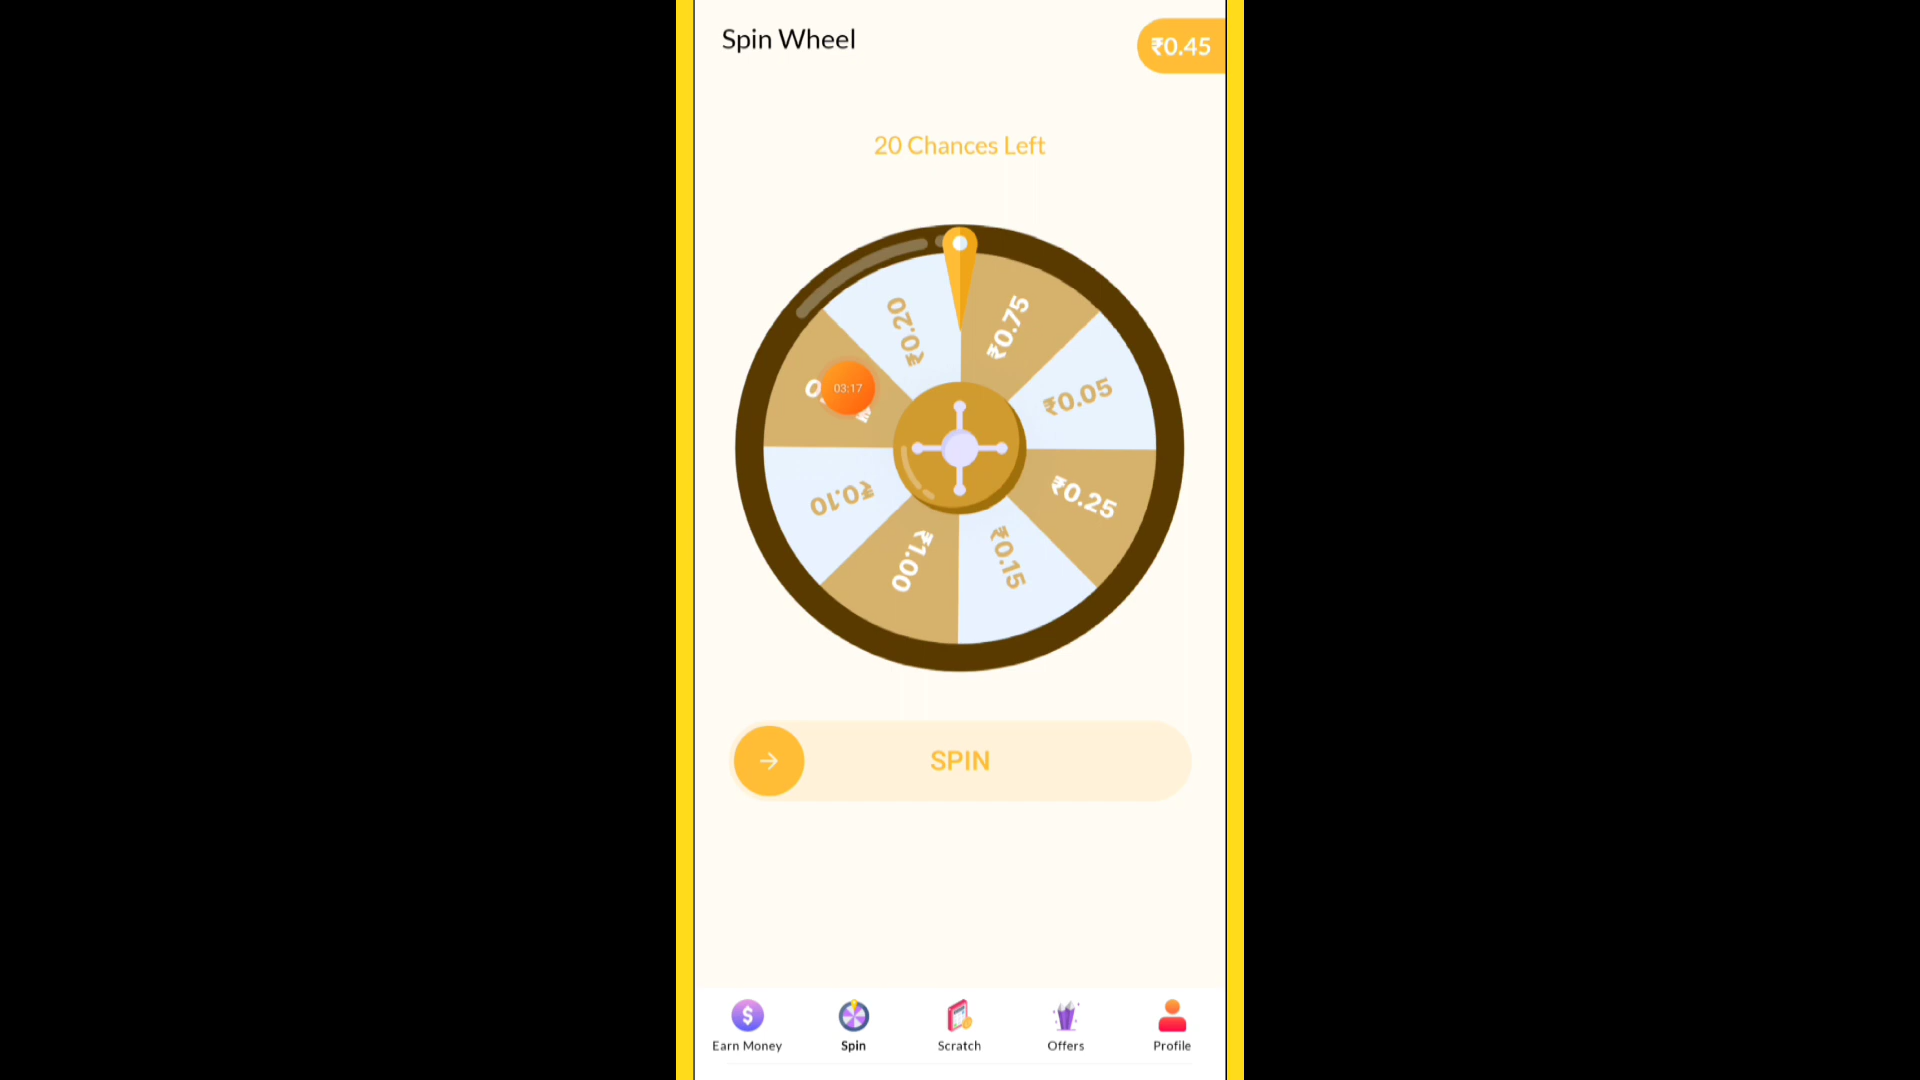 Spin Wheel
₹0.45
20 Chances Left
₹0.20
₹0.75
₹0.05
03:17
₹0.10
₹0.25
₹1.00
₹0.15
SPIN
Earn Money
Spin
Scratch
Offers
Profile